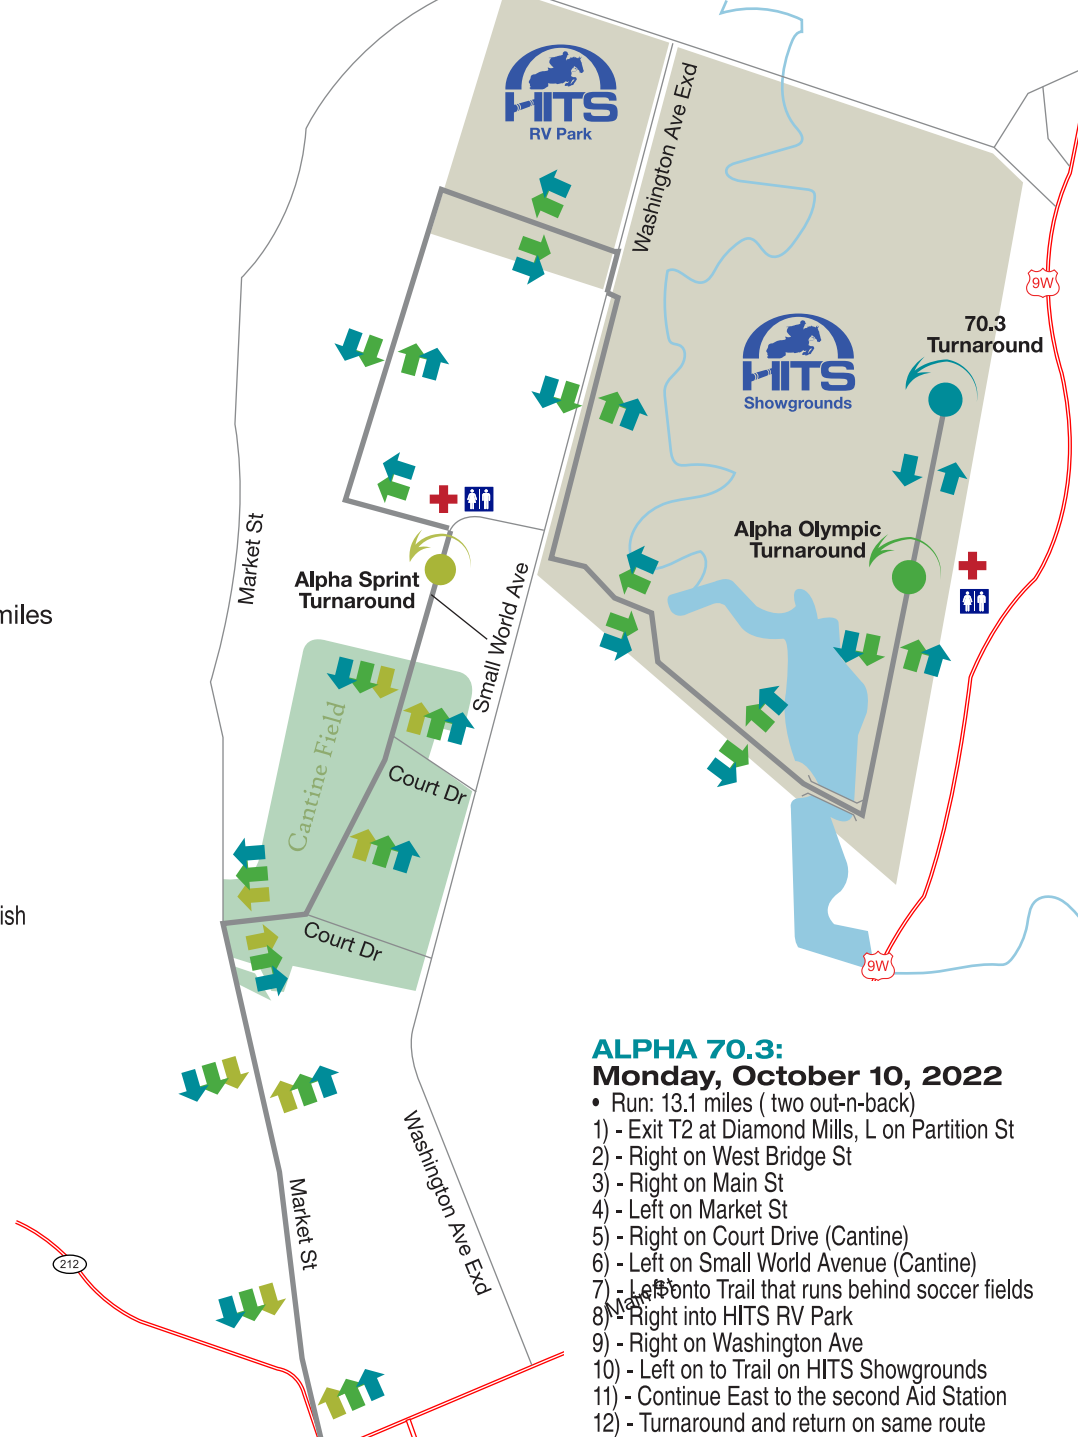 HITS
RV Park
Washington Ave Exd
9W
70.3
Turnaround
HITS
Showgrounds
Market St
Alpha Sprint
Turnaround
Small World Ave
Alpha Olympic
Turnaround
miles
Cantine Field
Court Dr
ish
Court Dr
9W
ALPHA 70.3:
Monday, October 10, 2022
• Run: 13.1 miles ( two out-n-back)
1) - Exit T2 at Diamond Mills, L on Partition St
2) - Right on West Bridge St
3) - Right on Main St
4) - Left on Market St
5) - Right on Court Drive (Cantine)
6) - Left on Small World Avenue (Cantine)
7) - Left onto Trail that runs behind soccer fields
8) - Right into HITS RV Park
9) - Right on Washington Ave
10) - Left on to Trail on HITS Showgrounds
11) - Continue East to the second Aid Station
12) - Turnaround and return on same route
Main St
Washington Ave Exd
Market St
212